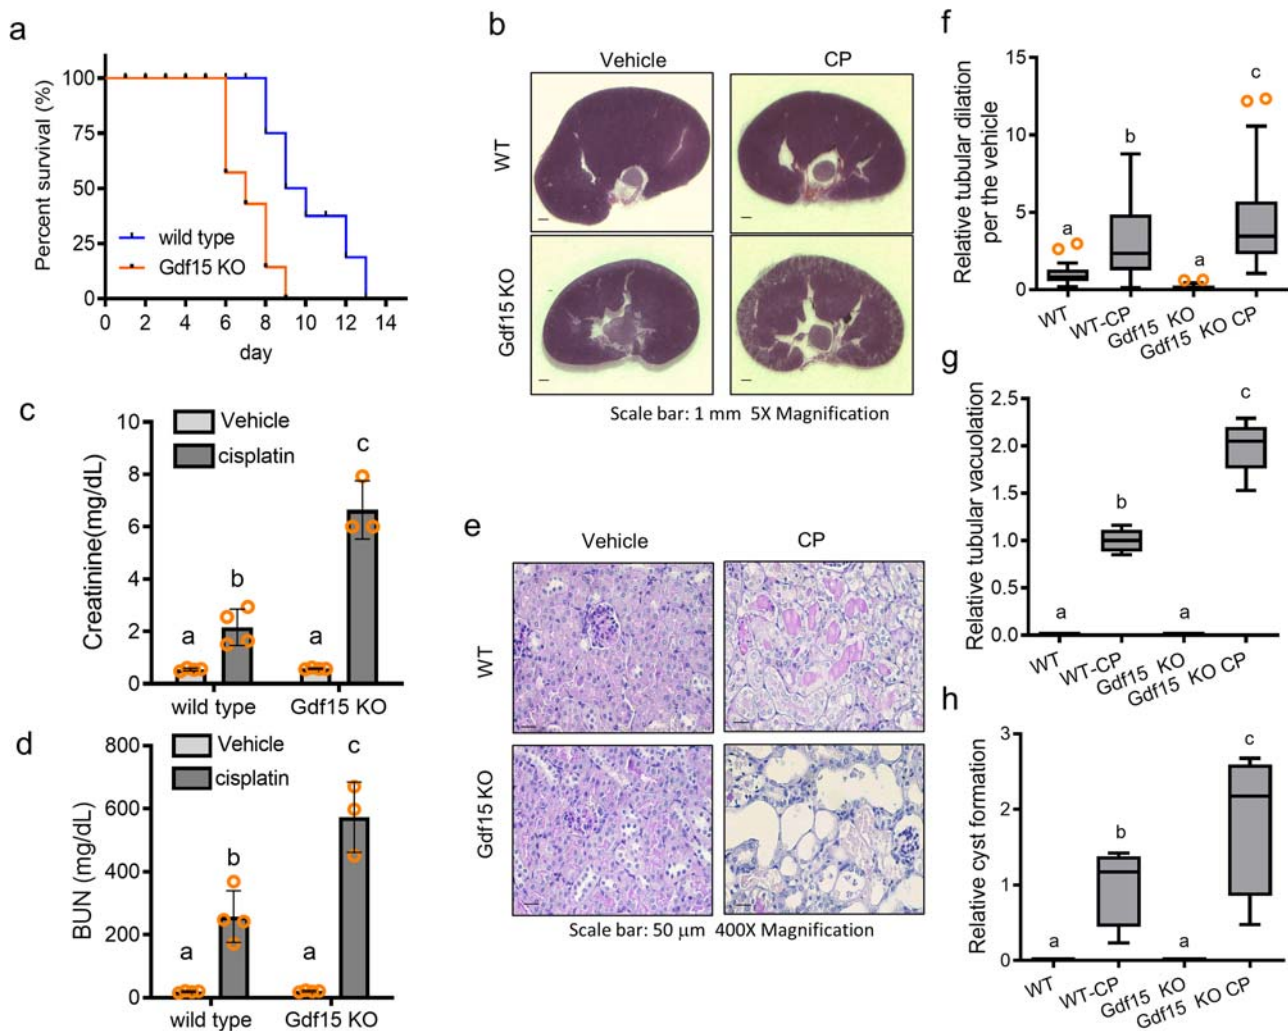 a
Percent survival (%)
100
75
50
25
0
0 2 4 6 8 10 12 14
day
wild type
Gdf15 KO
b
Vehicle
CP
WT
Gdf15 KO
Scale bar: 1 mm 5X Magnification
c
Creatinine(mg/dL)
10
8
6
4
2
0
Vehicle
cisplatin
a
b
a
c
wild type
Gdf15 KO
d
BUN (mg/dL)
800
600
400
200
0
Vehicle
cisplatin
a
b
a
c
wild type
Gdf15 KO
e
Vehicle
CP
WT
Gdf15 KO
Scale bar: 50 μm 400X Magnification
f
Relative tubular dilation
per the vehicle
15
10
5
0
a
b
a
c
WT
WT-CP
Gdf15 KO
Gdf15 KO CP
g
Relative tubular vacuolation
2.5
2.0
1.5
1.0
0.5
0.0
a
b
a
c
WT
WT-CP
Gdf15 KO
Gdf15 KO CP
h
Relative cyst formation
3
2
1
0
a
b
a
c
WT
WT-CP
Gdf15 KO
Gdf15 KO CP